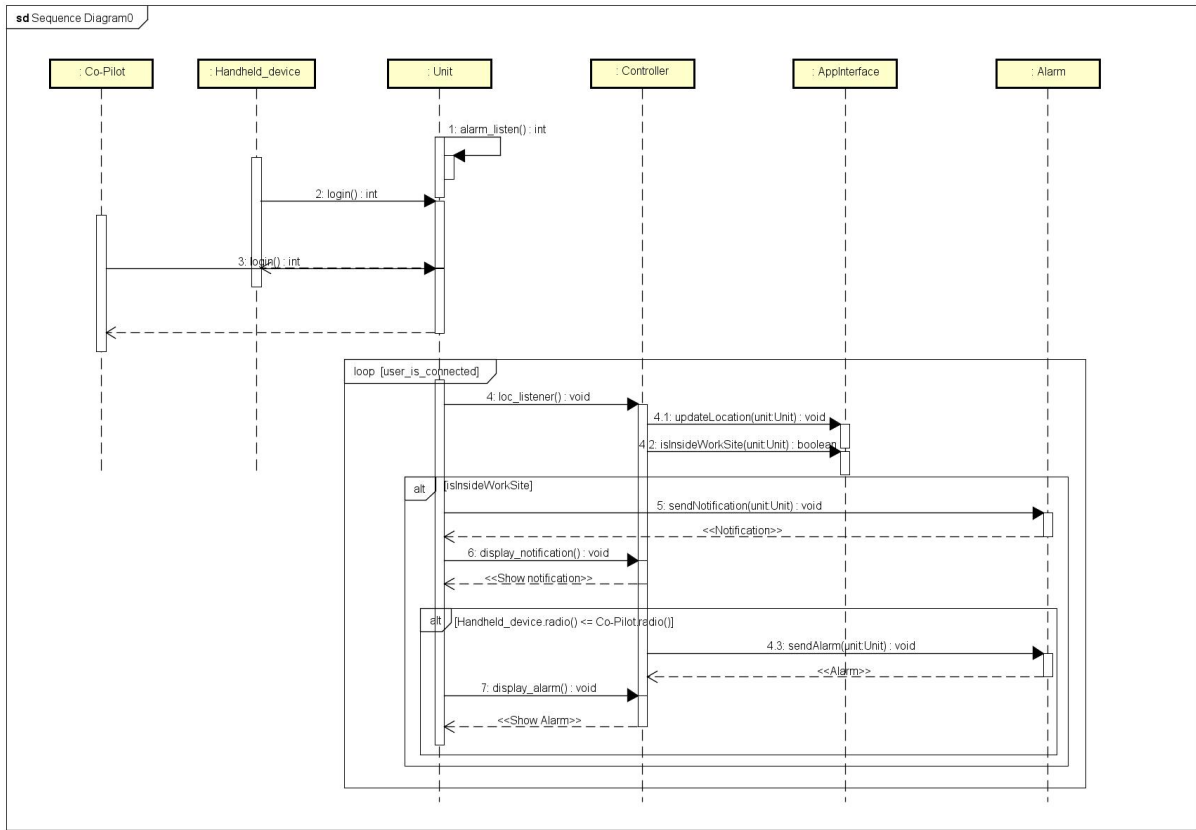 sd Sequence Diagram0
: Co-Pilot
: Handheld_device
: Unit
: Controller
: AppInterface
: Alarm
1: alarm_listen() : int
2: login() : int
3: login() : int
loop [user_is_connected]
4: loc_listener() : void
4.1: updateLocation(unit:Unit) : void
4.2: isInsideWorkSite(unit:Unit) : boolean
alt [isInsideWorkSite]
5: sendNotification(unit:Unit) : void
<<Notification>>
6: display_notification() : void
<<Show notification>>
alt [Handheld_device.radio() <= Co-Pilot.radio()]
4.3: sendAlarm(unit:Unit) : void
<<Alarm>>
7: display_alarm() : void
<<Show Alarm>>